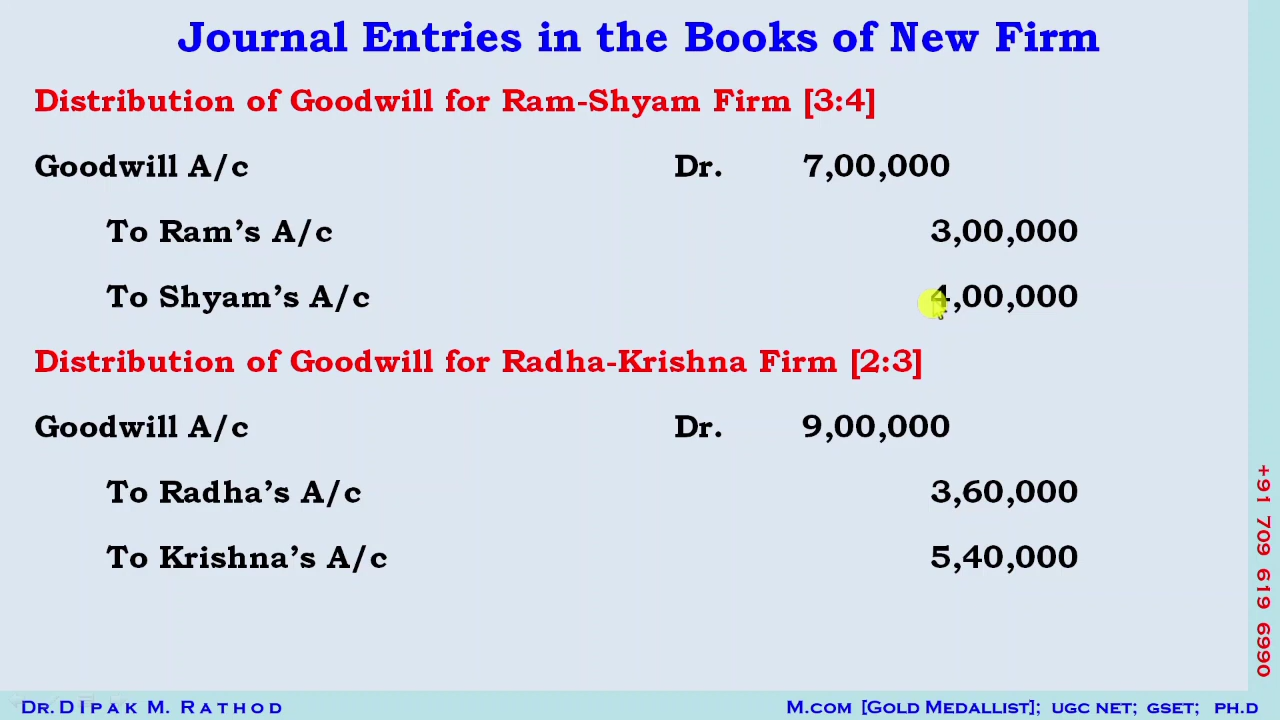 Journal Entries in the Books of New Firm
Distribution of Goodwill for Ram-Shyam Firm [3:4]
Goodwill A/c Dr. 7,00,000
To Ram's A/c 3,00,000
To Shyam's A/c 4,00,000
Distribution of Goodwill for Radha-Krishna Firm [2:3]
Goodwill A/c Dr. 9,00,000
To Radha's A/c 3,60,000
To Krishna's A/c 5,40,000
+91 709 619 6990
Dr. DIPAK M. RATHOD M.COM [GOLD MEDALLIST]; UGC NET; GSET; PH.D